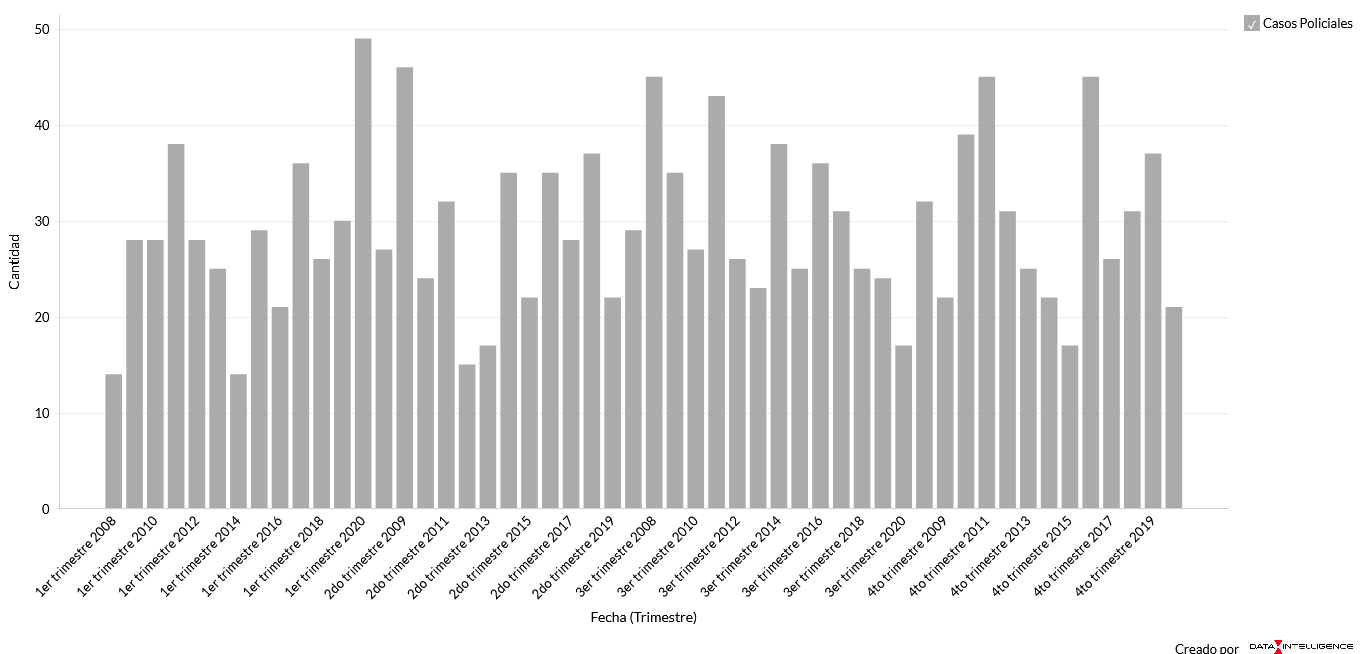 50
40
30
20
10
0
Cantidad
1er trimestre 2008
1er trimestre 2010
1er trimestre 2012
1er trimestre 2014
1er trimestre 2016
1er trimestre 2018
1er trimestre 2020
2do trimestre 2009
2do trimestre 2011
2do trimestre 2013
2do trimestre 2015
2do trimestre 2017
2do trimestre 2019
3er trimestre 2008
3er trimestre 2010
3er trimestre 2012
3er trimestre 2014
3er trimestre 2016
3er trimestre 2018
3er trimestre 2020
4to trimestre 2009
4to trimestre 2011
4to trimestre 2013
4to trimestre 2015
4to trimestre 2017
4to trimestre 2019
Fecha (Trimestre)
Casos Policiales
Creado por DATA INTELLIGENCE